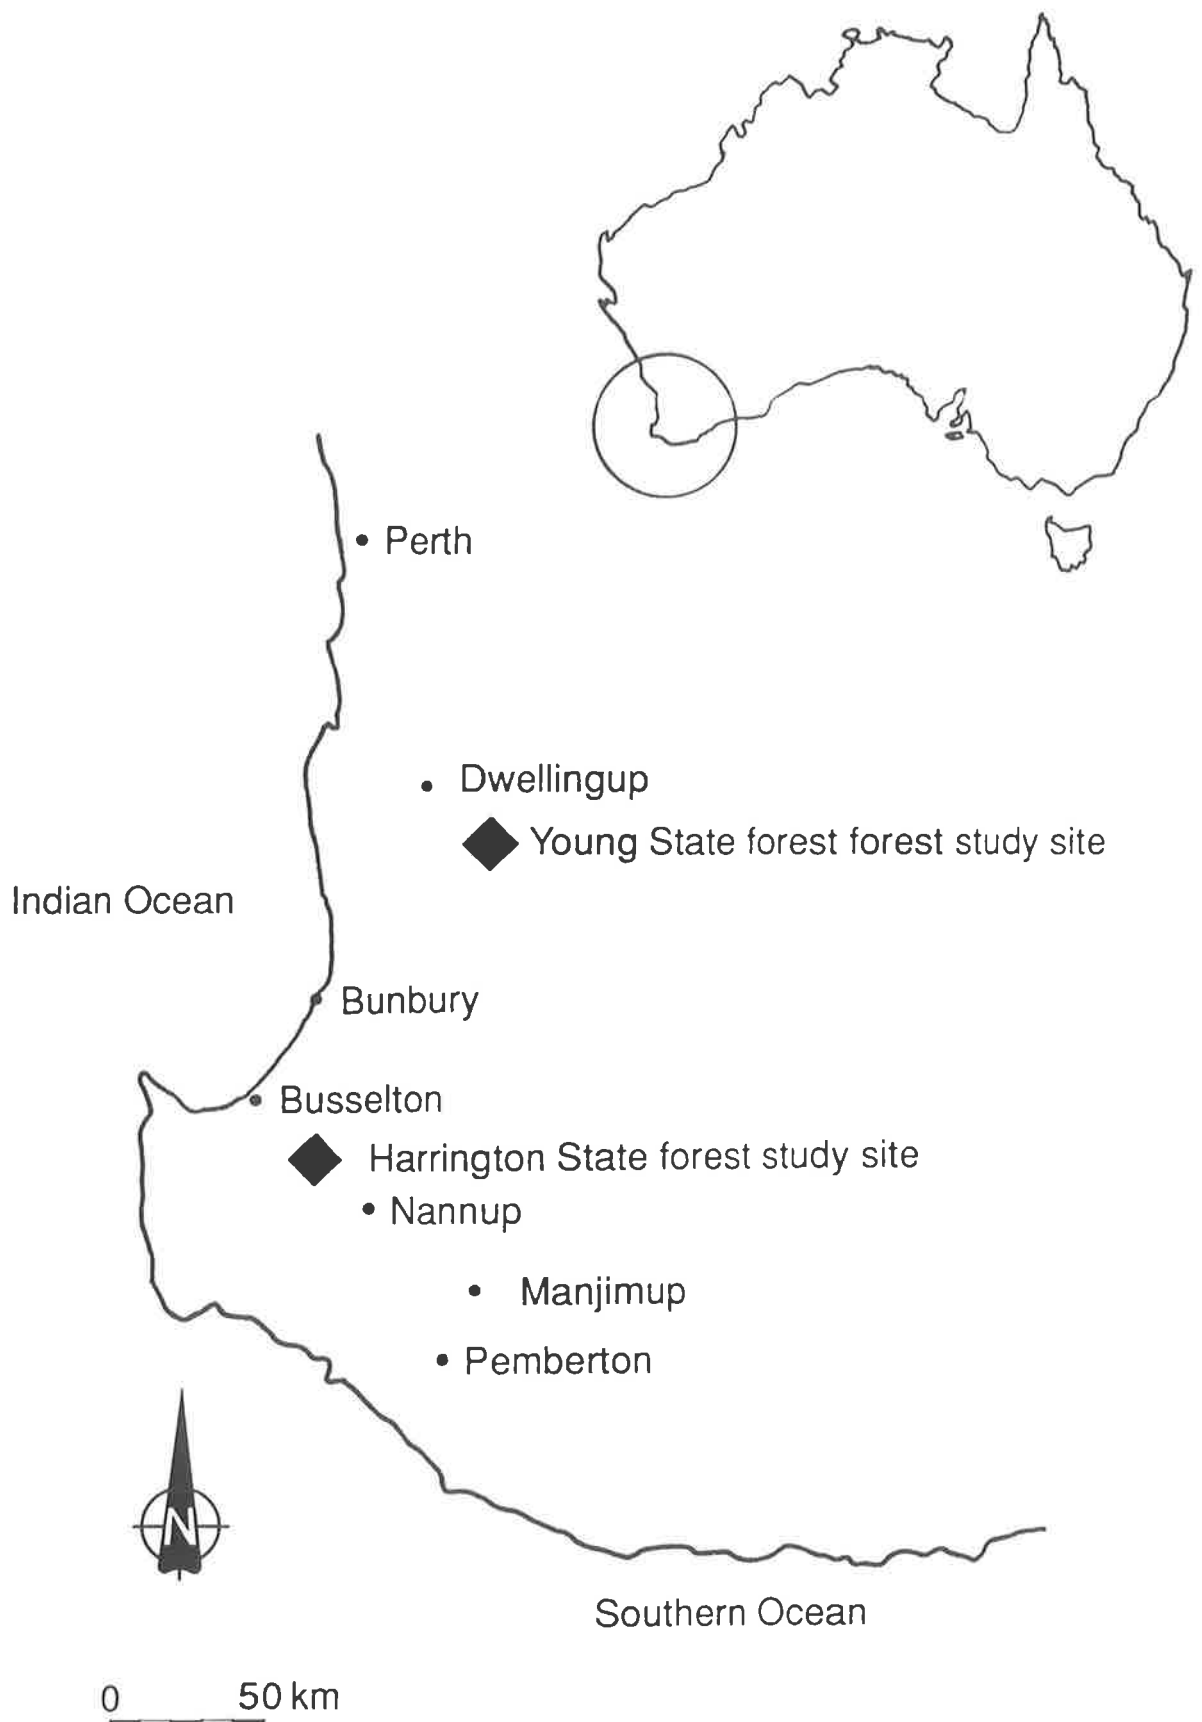 Perth
Dwellingup
Young State forest forest study site
Indian Ocean
Bunbury
Busselton
Harrington State forest study site
Nannup
Manjimup
Pemberton
N
Southern Ocean
0 50 km